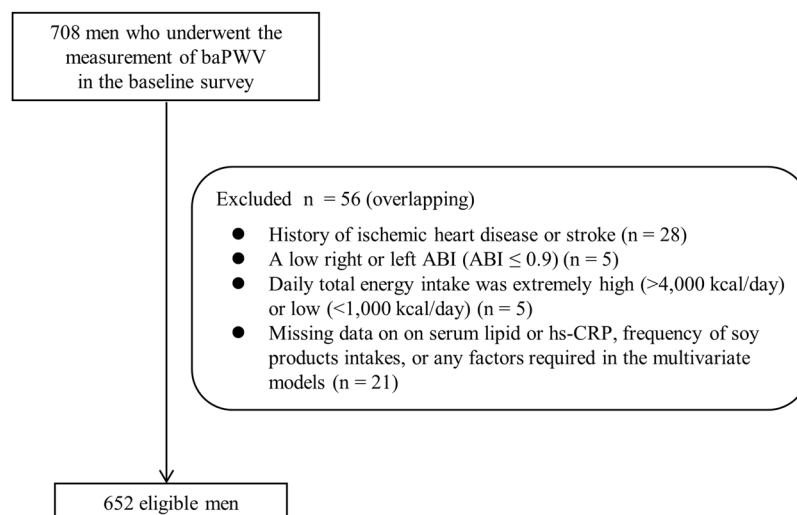 708 men who underwent the
measurement of baPWV
in the baseline survey
Excluded n = 56 (overlapping)
● History of ischemic heart disease or stroke (n = 28)
● A low right or left ABI (ABI ≤ 0.9) (n = 5)
● Daily total energy intake was extremely high (>4,000 kcal/day)
or low (<1,000 kcal/day) (n = 5)
● Missing data on on serum lipid or hs-CRP, frequency of soy
products intakes, or any factors required in the multivariate
models (n = 21)
652 eligible men